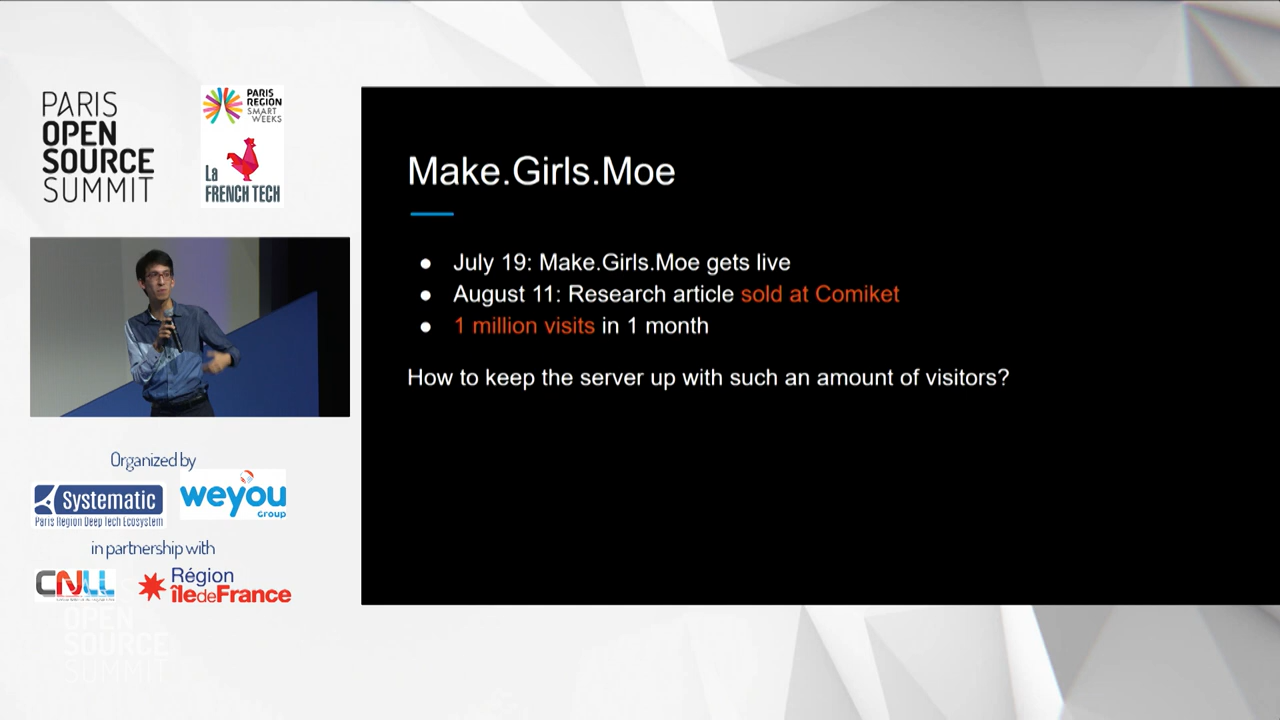 PARIS
OPEN
SOURCE
SUMMIT
PARIS
REGION
SMART
WEEKS
La
FRENCH TECH
Make.Girls.Moe
● July 19: Make.Girls.Moe gets live
● August 11: Research article sold at Comiket
● 1 million visits in 1 month
How to keep the server up with such an amount of visitors?
Organized by
Systematic
Paris Region Deep Tech Ecosystem
weyou
GROUP
in partnership with
CNLL
Région
îledeFrance
OPEN
SOURCE
SUMMIT